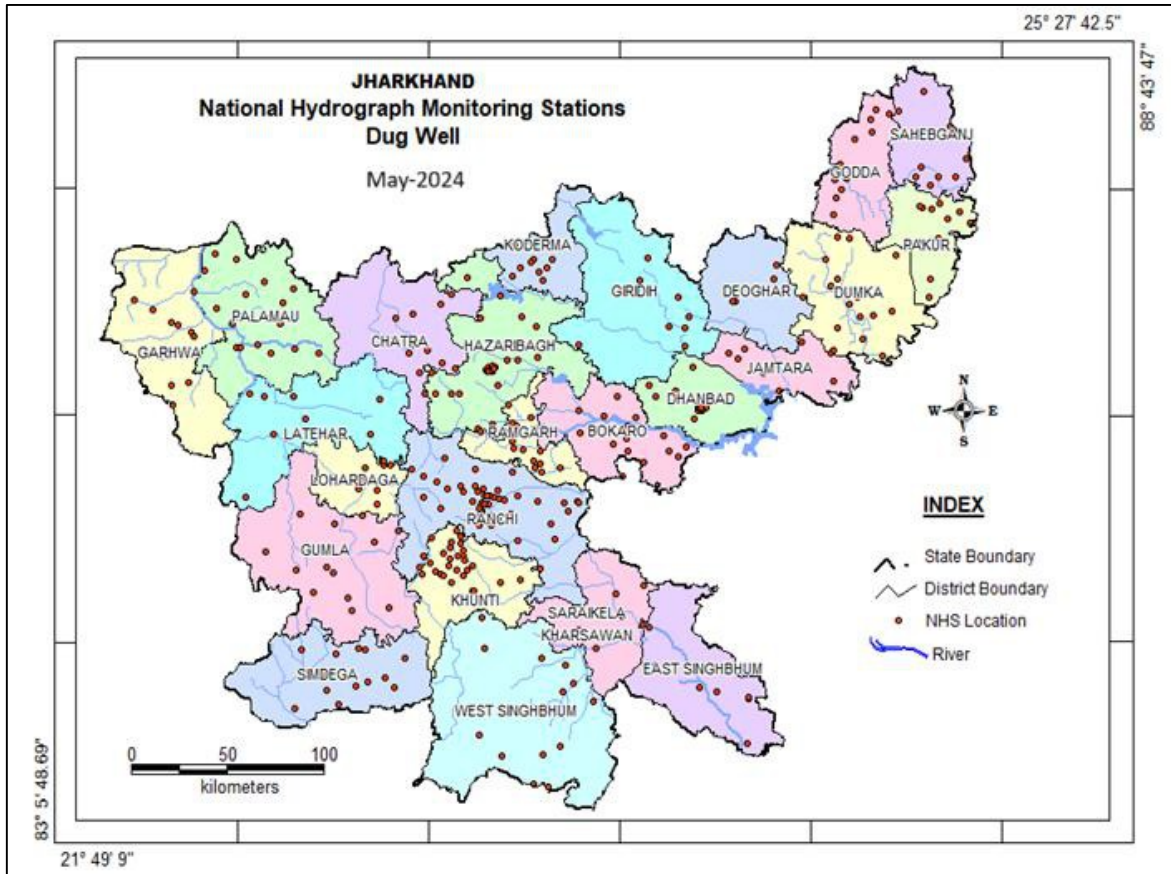 25° 27' 42.5"
88° 43' 47"
JHARKHAND
National Hydrograph Monitoring Stations
Dug Well
May-2024
SAHEBGANJ
GODDA
PAKUR
KODERMA
GIRIDIH
DEOGHAR
DUMKA
PALAMAU
GARHWA
CHATRA
HAZARIBAGH
JAMTARA
DHANBAD
LATEHAR
RAMGARH
BOKARO
LOHARDAGA
RANCHI
GUMLA
KHUNTI
SARAIKELA
KHARSAWAN
SIMDEGA
EAST SINGHBHUM
WEST SINGHBHUM
N
W E
S
INDEX
State Boundary
District Boundary
NHS Location
River
0 50 100
kilometers
83° 5' 48.69"
21° 49' 9"